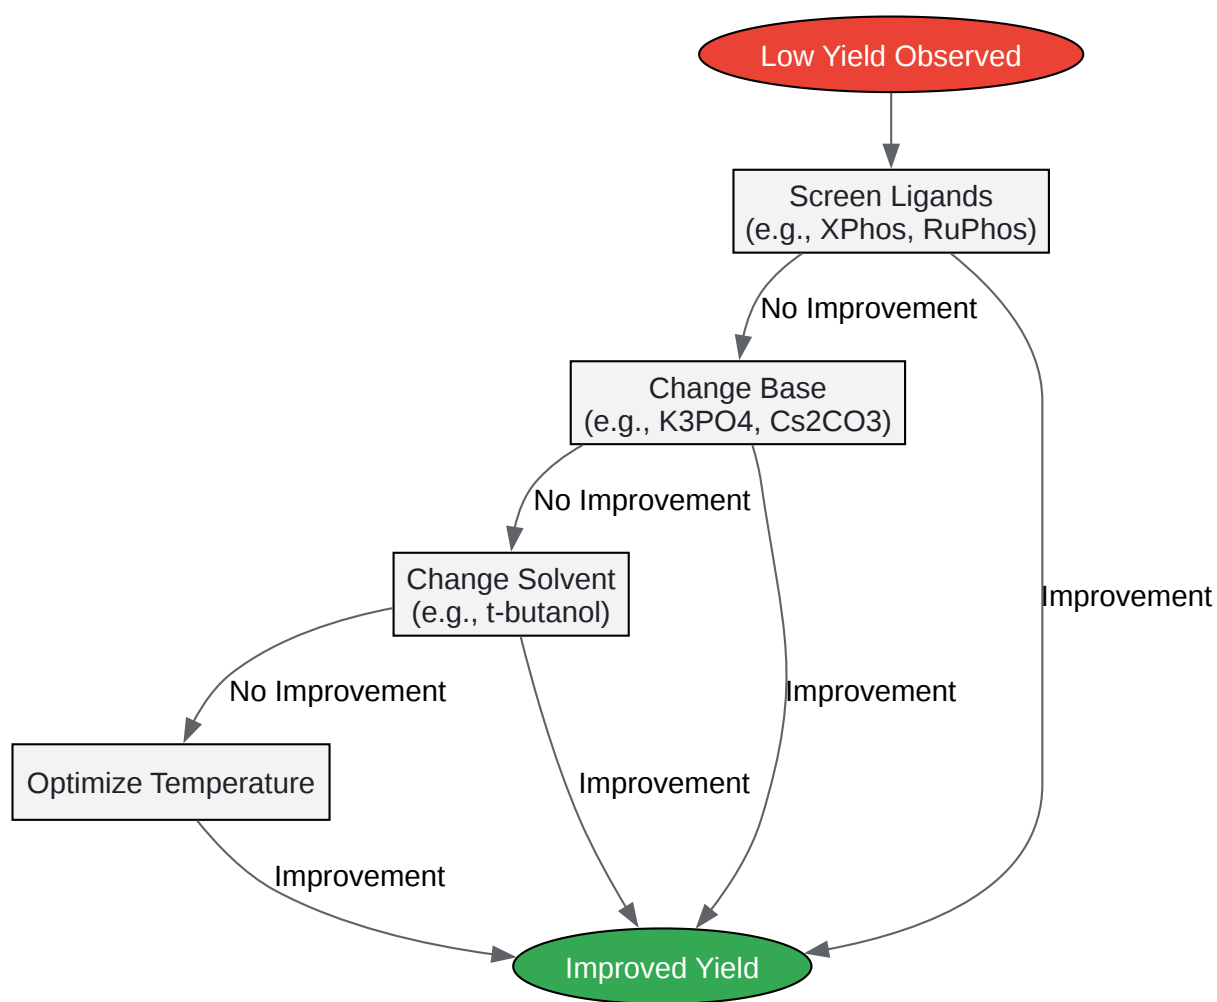 Low Yield Observed
Screen Ligands
(e.g., XPhos, RuPhos)
No Improvement
Change Base
(e.g., K3PO4, Cs2CO3)
No Improvement
Change Solvent
(e.g., t-butanol)
Improvement
No Improvement
Improvement
Optimize Temperature
Improvement
Improvement
Improved Yield